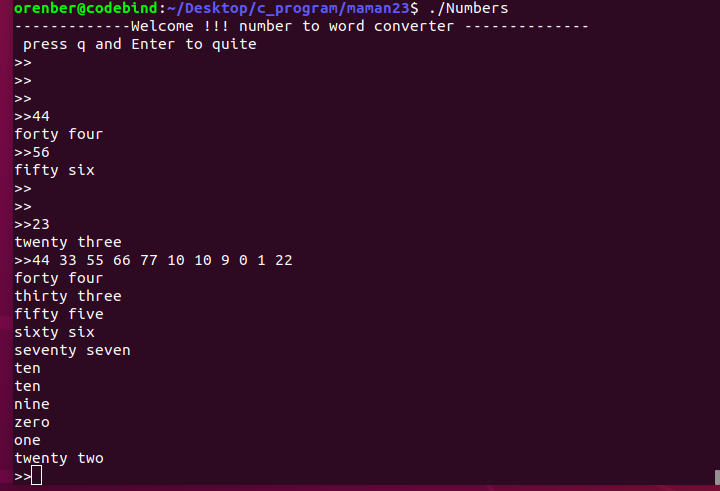 orenber@codebind:~/Desktop/c_program/maman23$ ./Numbers
-------------Welcome !!! number to word converter --------------
 press q and Enter to quite
>>
>>
>>
>>44
forty four
>>56
fifty six
>>
>>
>>23
twenty three
>>44 33 55 66 77 10 10 9 0 1 22
forty four
thirty three
fifty five
sixty six
seventy seven
ten
ten
nine
zero
one
twenty two
>>